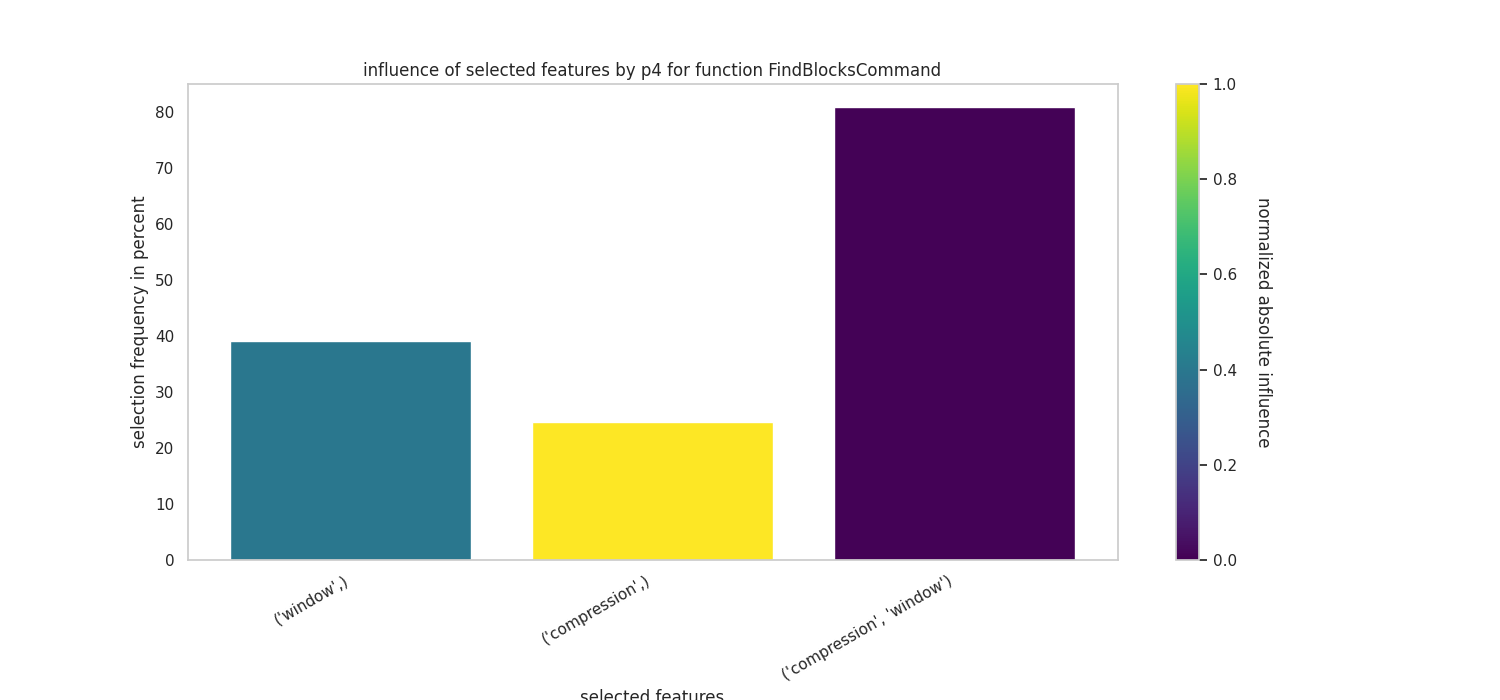 influence of selected features by p4 for function FindBlocksCommand
selection frequency in percent
80
70
60
50
40
30
20
10
0
('window',)
('compression',)
('compression', 'window')
selected features
1.0
0.8
0.6
0.4
0.2
0.0
normalized absolute influence